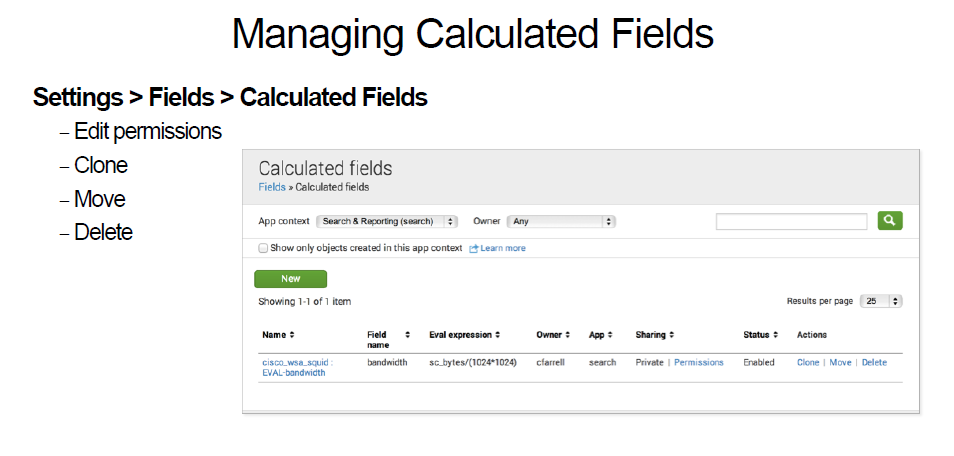 Managing Calculated Fields
Settings > Fields > Calculated Fields
– Edit permissions
– Clone
– Move
– Delete
Calculated fields
Fields » Calculated fields
App context Search & Reporting (search) Owner Any
Show only objects created in this app context Learn more
New
Showing 1-1 of 1 item Results per page 25
Name Field name Eval expression Owner App Sharing Status Actions
cisco_wsa_squid : EVAL-bandwidth bandwidth sc_bytes/(1024*1024) cfarrell search Private | Permissions Enabled Clone | Move | Delete